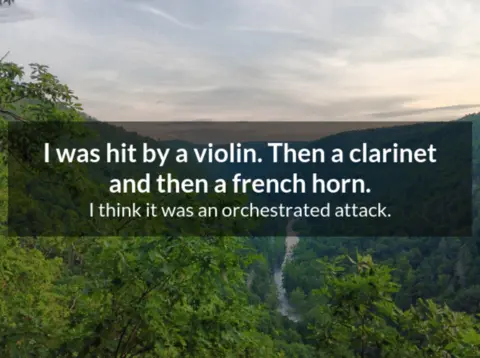 I was hit by a violin. Then a clarinet
and then a french horn.
I think it was an orchestrated attack.